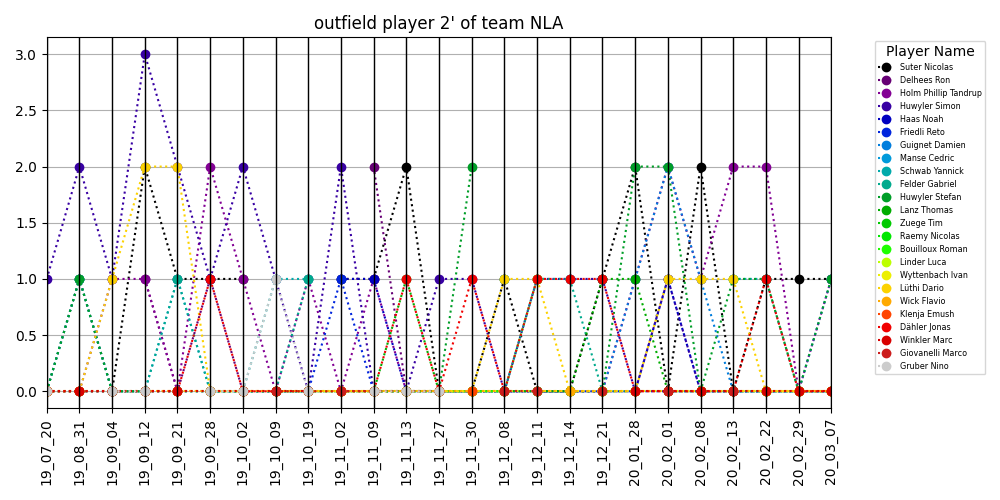 outfield player 2' of team NLA
3.0
2.5
2.0
1.5
1.0
0.5
0.0
19_07_20
19_08_31
19_09_04
19_09_12
19_09_21
19_09_28
19_10_02
19_10_09
19_10_19
19_11_02
19_11_09
19_11_13
19_11_27
19_11_30
19_12_08
19_12_11
19_12_14
19_12_21
20_01_28
20_02_01
20_02_08
20_02_13
20_02_22
20_02_29
20_03_07
Player Name
Suter Nicolas
Delhees Ron
Holm Phillip Tandrup
Huwyler Simon
Haas Noah
Friedli Reto
Guignet Damien
Manse Cedric
Schwab Yannick
Felder Gabriel
Huwyler Stefan
Lanz Thomas
Zuege Tim
Raemy Nicolas
Bouilloux Roman
Linder Luca
Wyttenbach Ivan
Lüthi Dario
Wick Flavio
Klenja Emush
Dähler Jonas
Winkler Marc
Giovanelli Marco
Gruber Nino